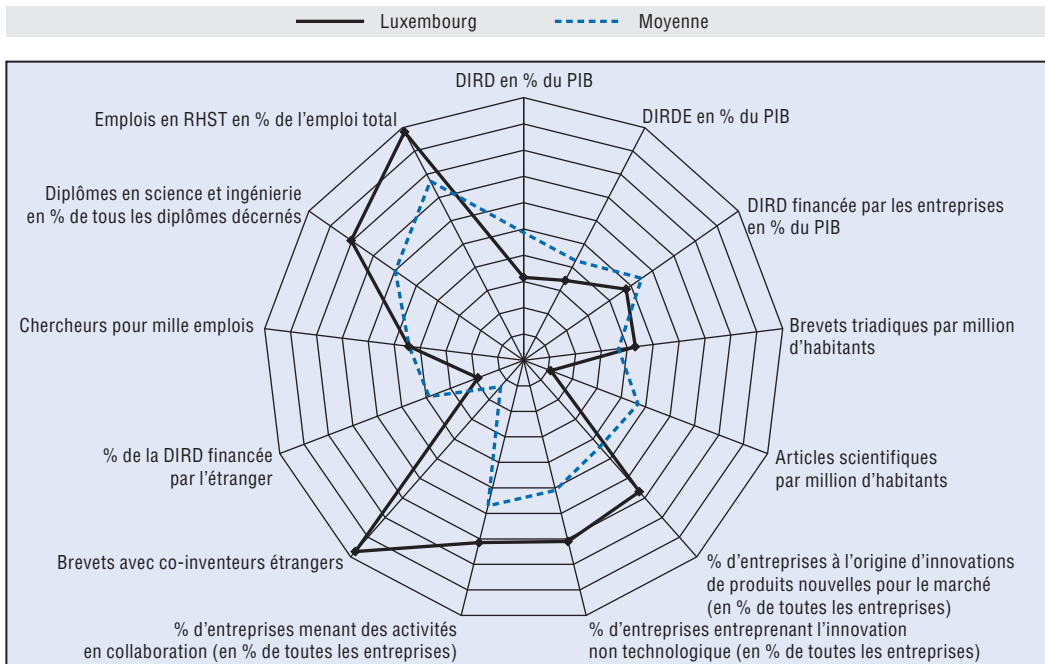 Luxembourg
Moyenne
DIRD en % du PIB
DIRDE en % du PIB
DIRD financée par les entreprises
en % du PIB
Brevets triadiques par million
d’habitants
Articles scientifiques
par million d’habitants
% d’entreprises à l’origine d’innovations
de produits nouvelles pour le marché
(en % de toutes les entreprises)
% d’entreprises entreprenant l’innovation
non technologique (en % de toutes les entreprises)
% d’entreprises menant des activités
en collaboration (en % de toutes les entreprises)
Brevets avec co-inventeurs étrangers
% de la DIRD financée
par l’étranger
Chercheurs pour mille emplois
Diplômes en science et ingénierie
en % de tous les diplômes décernés
Emplois en RHST en % de l’emploi total